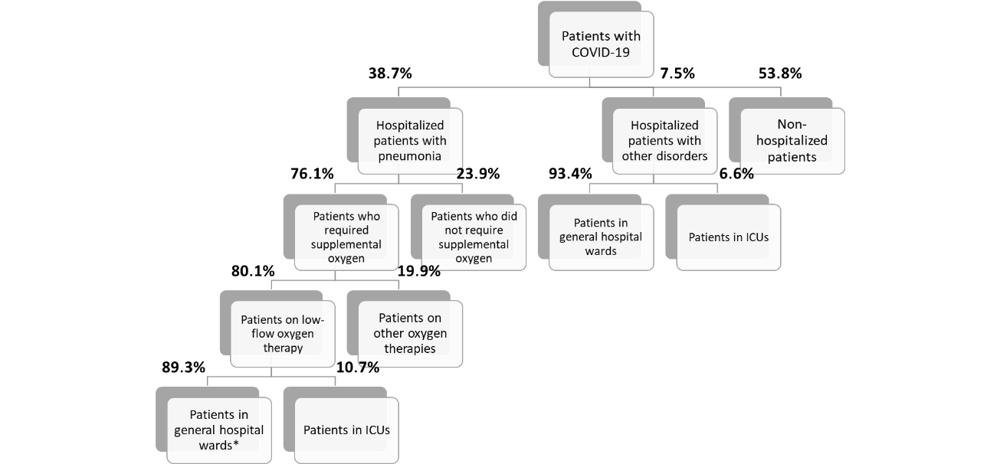 Patients with
COVID-19
38.7%
7.5%
53.8%
Hospitalized
patients with
pneumonia
Hospitalized
patients with
other disorders
Non-
hospitalized
patients
76.1%
23.9%
93.4%
6.6%
Patients who
required
supplemental
oxygen
Patients who did
not require
supplemental
oxygen
Patients in
general hospital
wards
Patients in ICUs
80.1%
19.9%
Patients on low-
flow oxygen
therapy
Patients on
other oxygen
therapies
89.3%
10.7%
Patients in
general hospital
wards*
Patients in ICUs